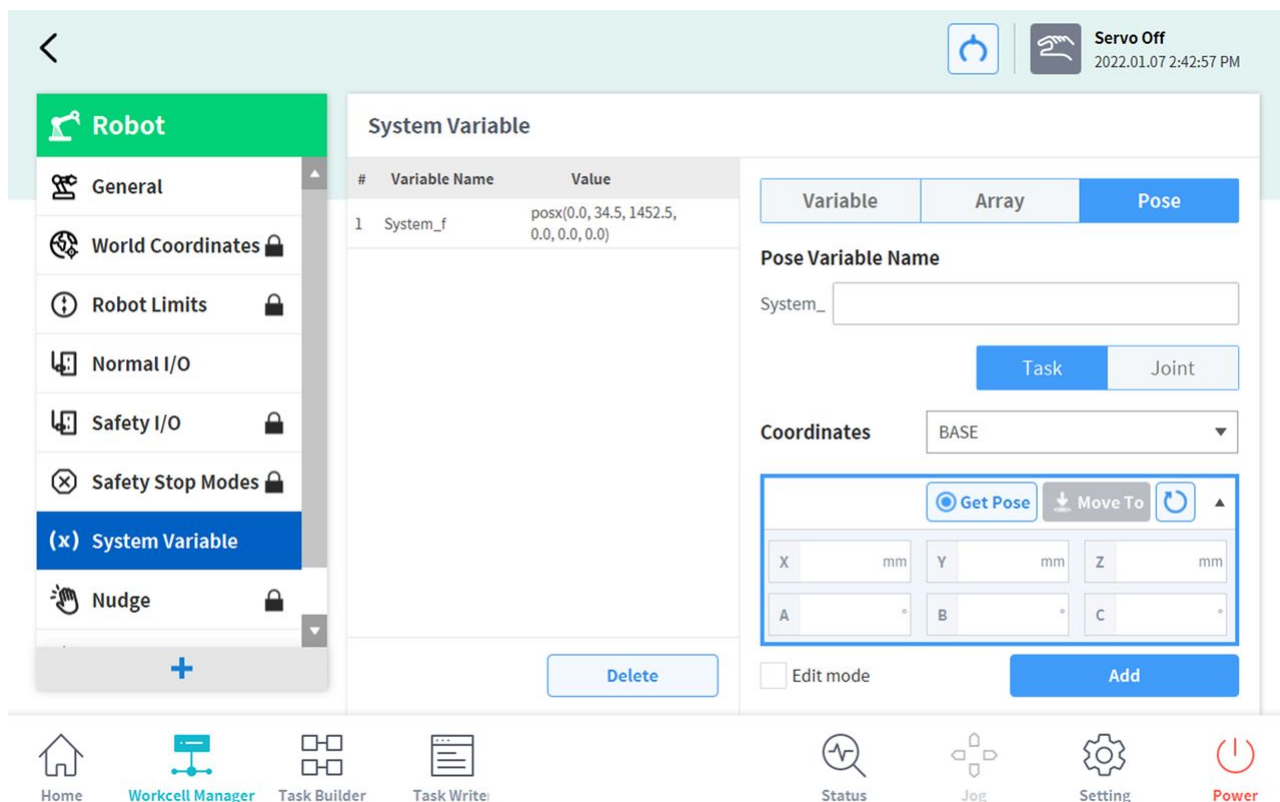 Servo Off
2022.01.07 2:42:57 PM
Robot
General
World Coordinates
Robot Limits
Normal I/O
Safety I/O
Safety Stop Modes
(x) System Variable
Nudge
+
System Variable
# Variable Name Value
1 System_f posx(0.0, 34.5, 1452.5,
0.0, 0.0, 0.0)
Delete
Variable Array Pose
Pose Variable Name
System_
Task Joint
Coordinates BASE
Get Pose Move To
X mm Y mm Z mm
A ° B ° C °
Edit mode Add
Home Workcell Manager Task Builder Task Write Status Jog Setting Power